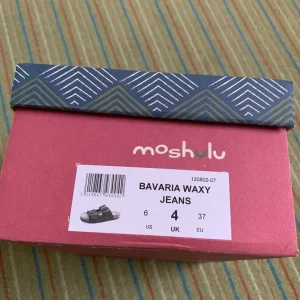 moshulu
120802-07
BAVARIA WAXY
JEANS
6 4 37
US UK EU